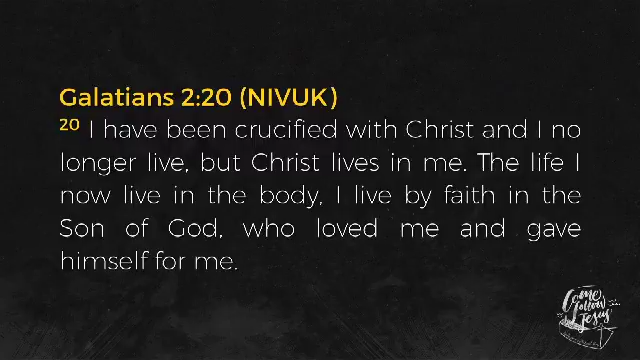 Galatians 2:20 (NIVUK)
20 I have been crucified with Christ and I no
longer live, but Christ lives in me. The life I
now live in the body, I live by faith in the
Son of God, who loved me and gave
himself for me.
Come
follow
Jesus